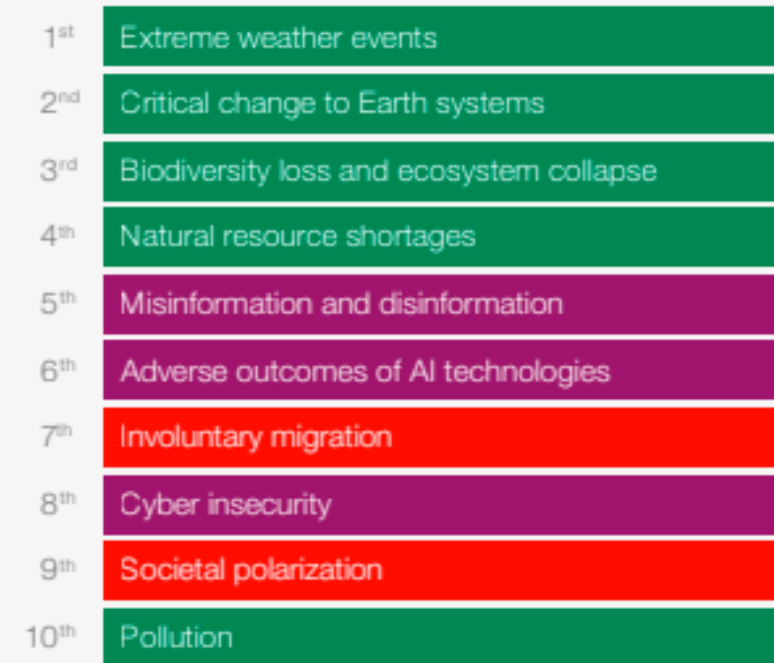 1st Extreme weather events
2nd Critical change to Earth systems
3rd Biodiversity loss and ecosystem collapse
4th Natural resource shortages
5th Misinformation and disinformation
6th Adverse outcomes of AI technologies
7th Involuntary migration
8th Cyber insecurity
9th Societal polarization
10th Pollution